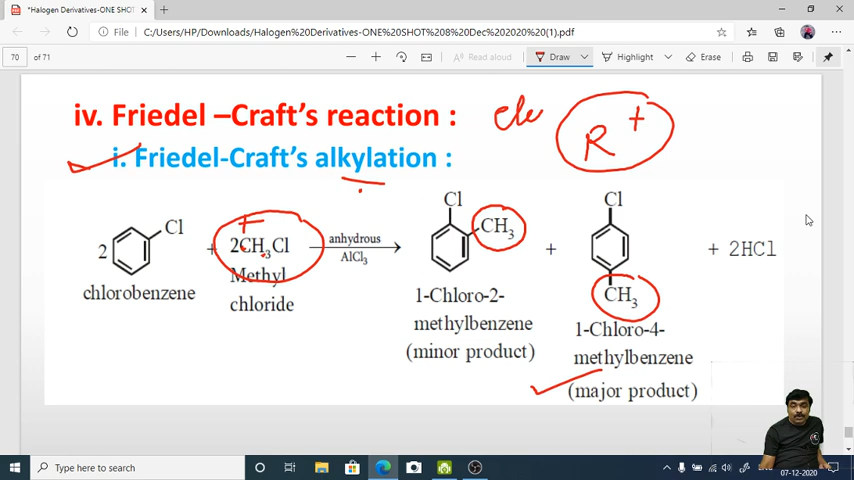 *Halogen Derivatives-ONE SHOT
File C:/Users/HP/Downloads/Halogen%20Derivatives-ONE%20SHOT%208%20Dec%202020%20(1).pdf
70 of 71 Read aloud Draw Highlight Erase
iv. Friedel –Craft's reaction : ele R+
i. Friedel-Craft's alkylation :
2 Cl + 2CH3Cl anhydrous AlCl3 Cl CH3 + Cl CH3 + 2HCl
chlorobenzene
Methyl
chloride
1-Chloro-2-
methylbenzene
(minor product)
1-Chloro-4-
methylbenzene
(major product)
Type here to search
07-12-2020